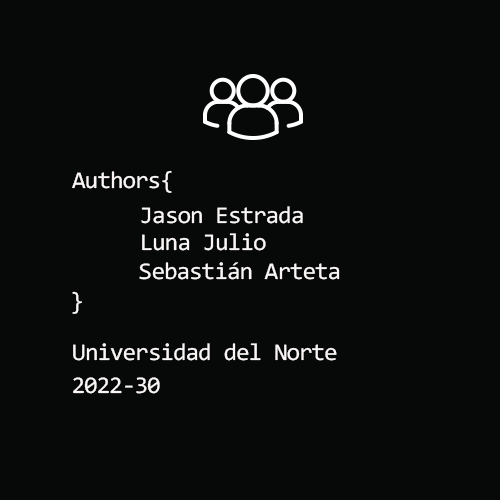 Authors{
Jason Estrada
Luna Julio
Sebastián Arteta
}
Universidad del Norte
2022-30